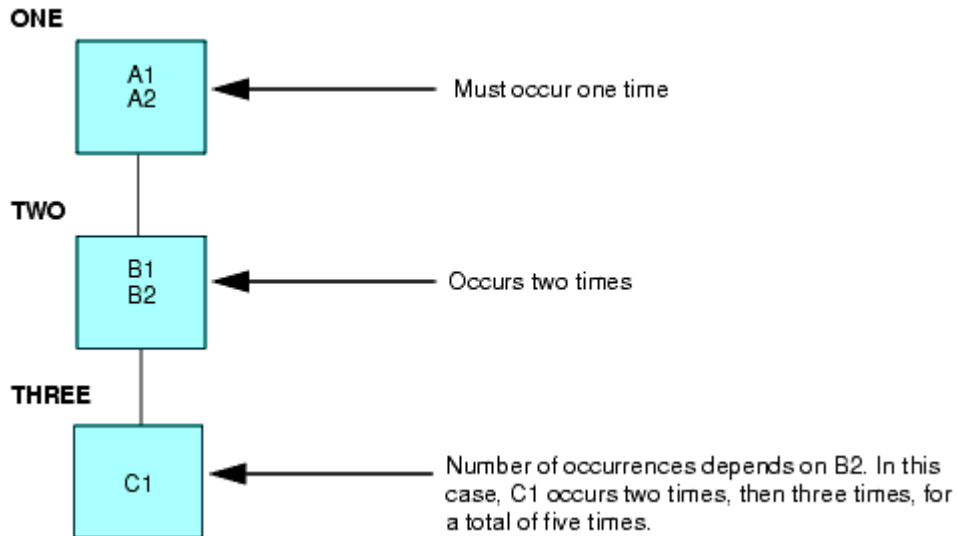 ONE
A1
A2
Must occur one time
TWO
B1
B2
Occurs two times
THREE
C1
Number of occurrences depends on B2. In this
case, C1 occurs two times, then three times, for
a total of five times.